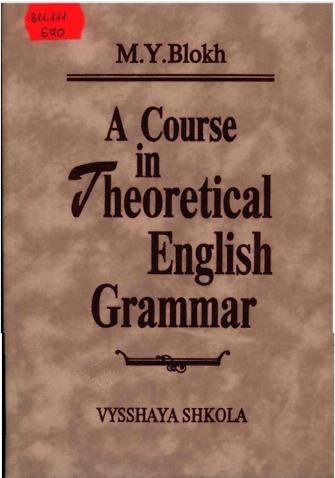 811.111
Б70
M.Y.Blokh
A Course
in
Theoretical
English
Grammar
VYSSHAYA SHKOLA